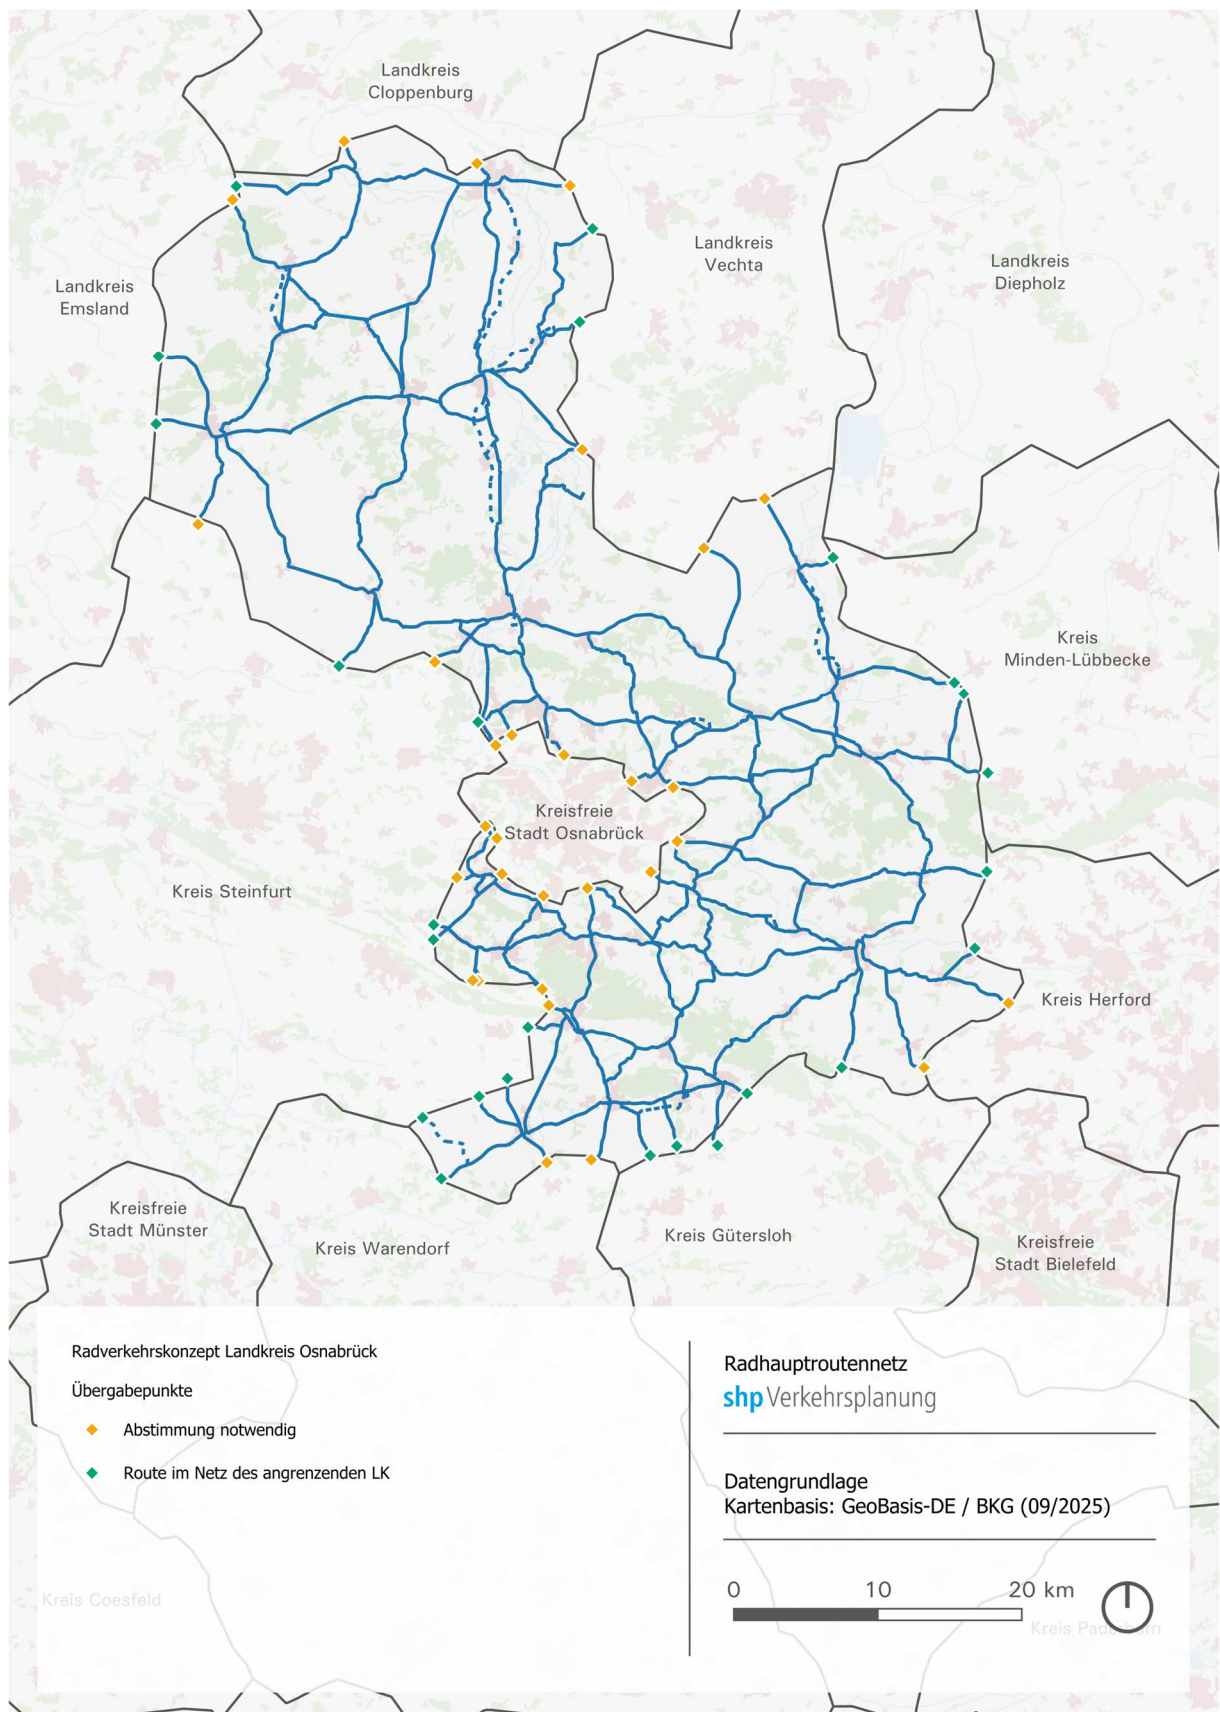 Landkreis
Cloppenburg
Landkreis
Vechta
Landkreis
Diepholz
Landkreis
Emsland
Kreis
Minden-Lübbecke
Kreisfreie
Stadt Osnabrück
Kreis Steinfurt
Kreis Herford
Kreisfreie
Stadt Münster
Kreis Warendorf
Kreis Gütersloh
Kreisfreie
Stadt Bielefeld
Radverkehrskonzept Landkreis Osnabrück
Übergabepunkte
Abstimmung notwendig
Route im Netz des angrenzenden LK
Kreis Coesfeld
Radhauptroutennetz
shp Verkehrsplanung
Datengrundlage
Kartenbasis: GeoBasis-DE / BKG (09/2025)
0 10 20 km
Kreis Paderborn